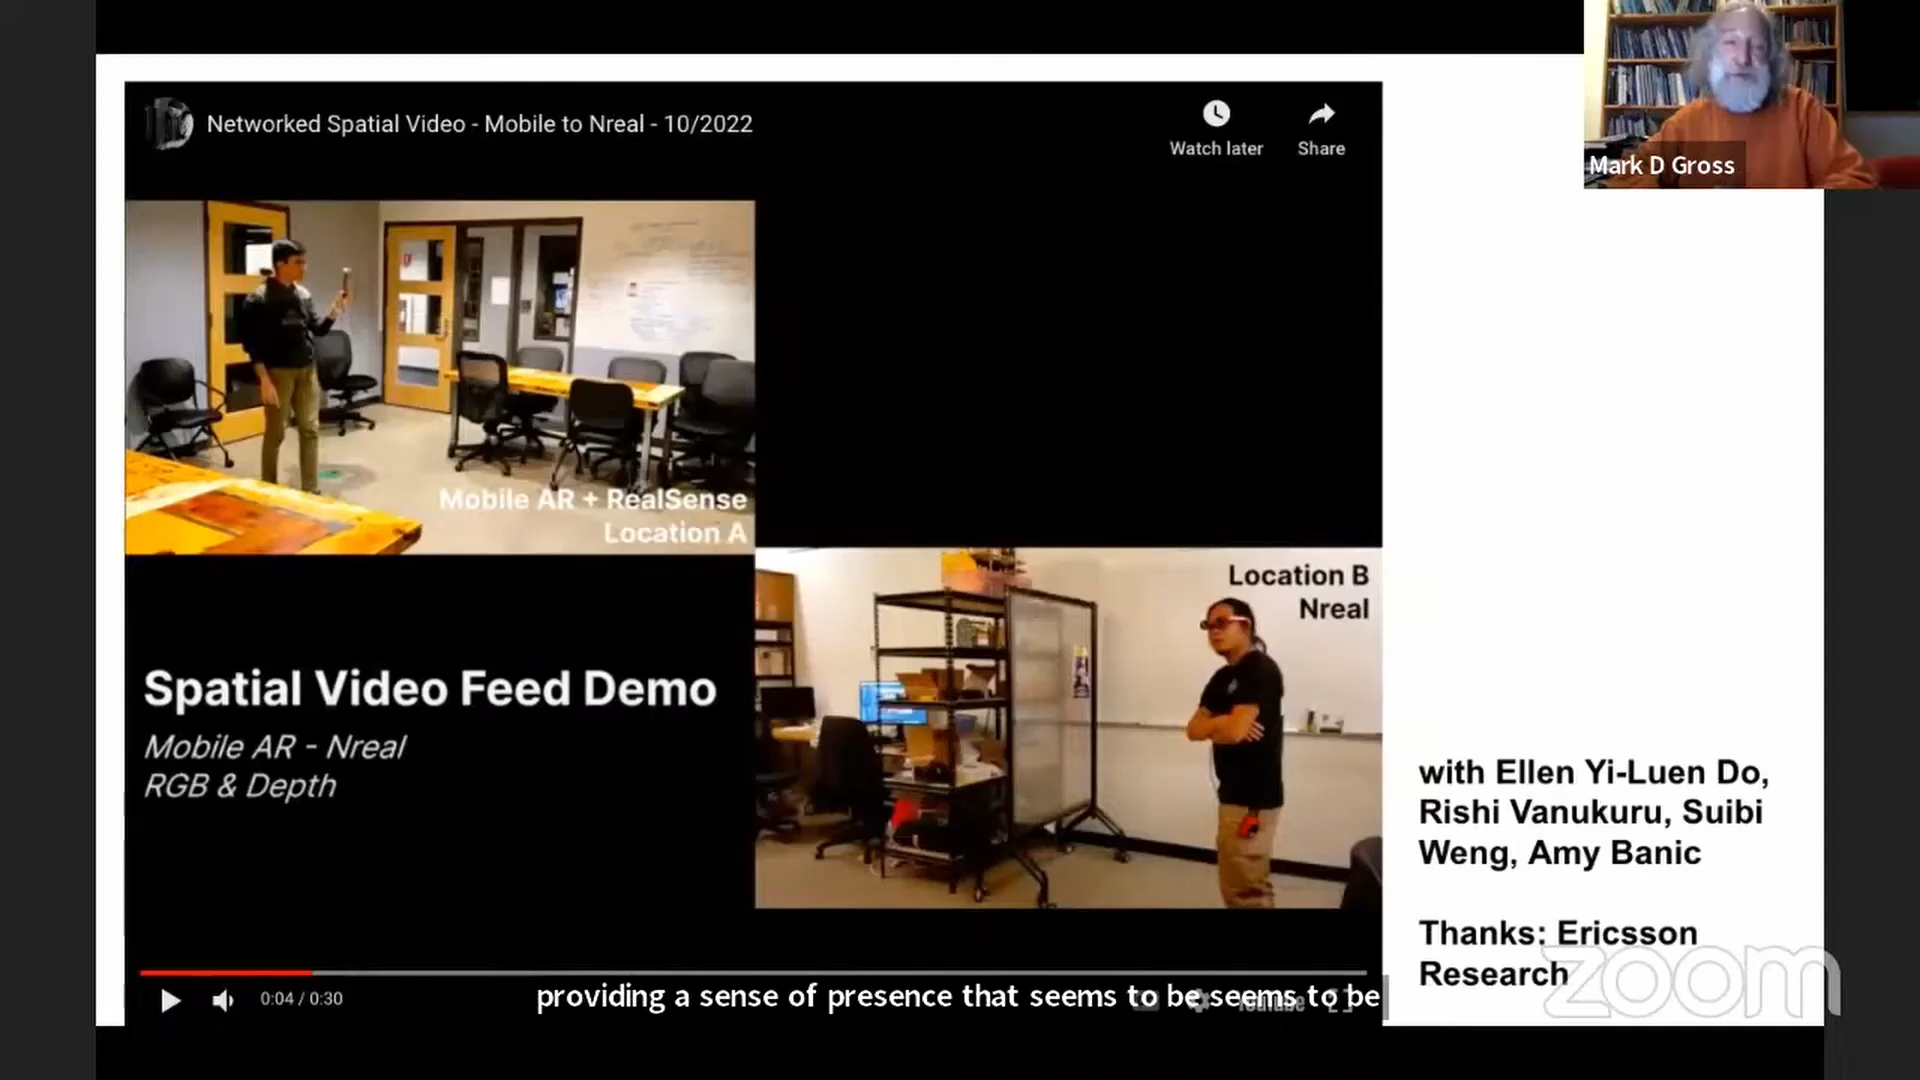 Networked Spatial Video - Mobile to Nreal - 10/2022
Watch later
Share
Mark D Gross
Mobile AR + RealSense
Location A
Location B
Nreal
Spatial Video Feed Demo
Mobile AR - Nreal
RGB & Depth
with Ellen Yi-Luen Do,
Rishi Vanukuru, Suibi
Weng, Amy Banic
Thanks: Ericsson
Research
zoom
0:04 / 0:30
providing a sense of presence that seems to be seems to be
YouTube